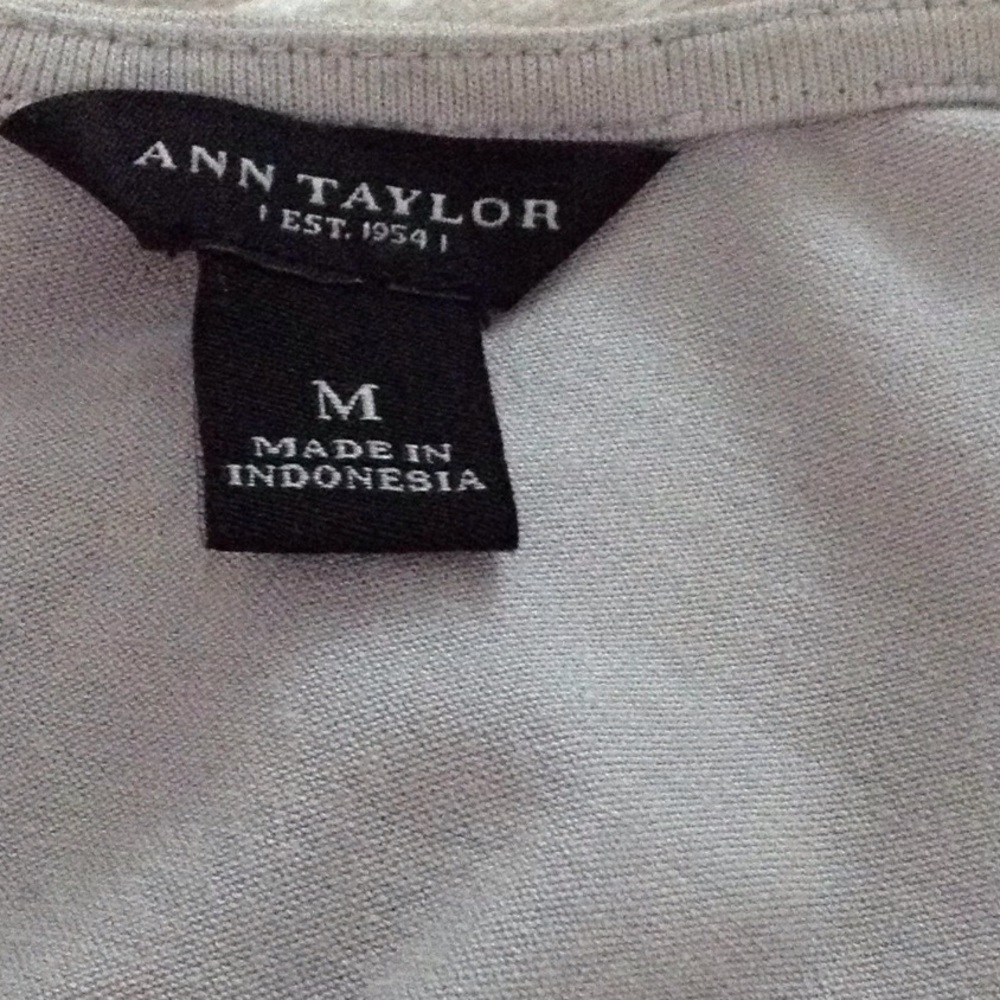 ANN TAYLOR
EST. 1954
M
MADE IN
INDONESIA